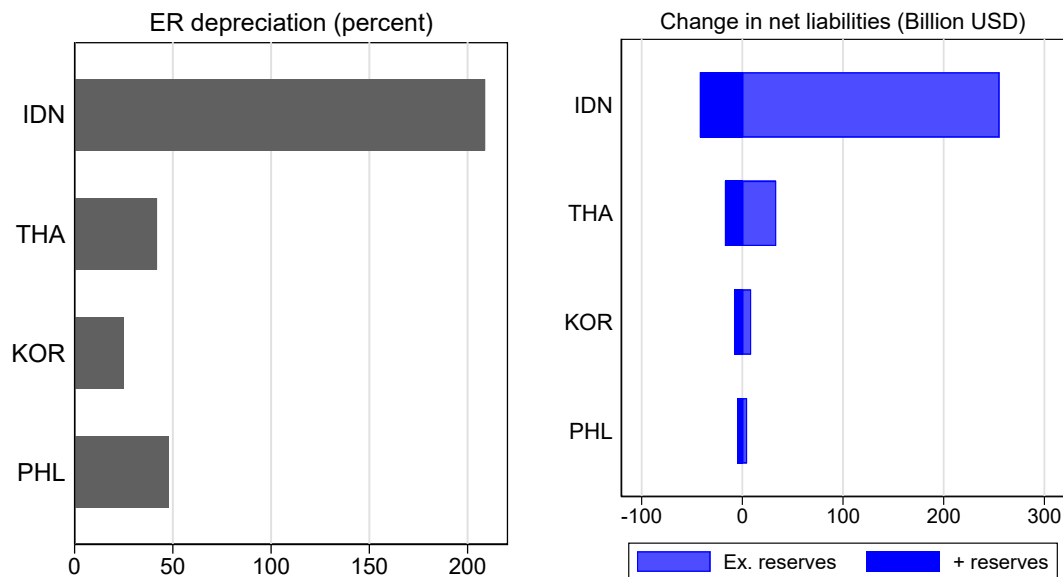 ER depreciation (percent)
IDN
THA
KOR
PHL
0 50 100 150 200
Change in net liabilities (Billion USD)
IDN
THA
KOR
PHL
-100 0 100 200 300
Ex. reserves + reserves